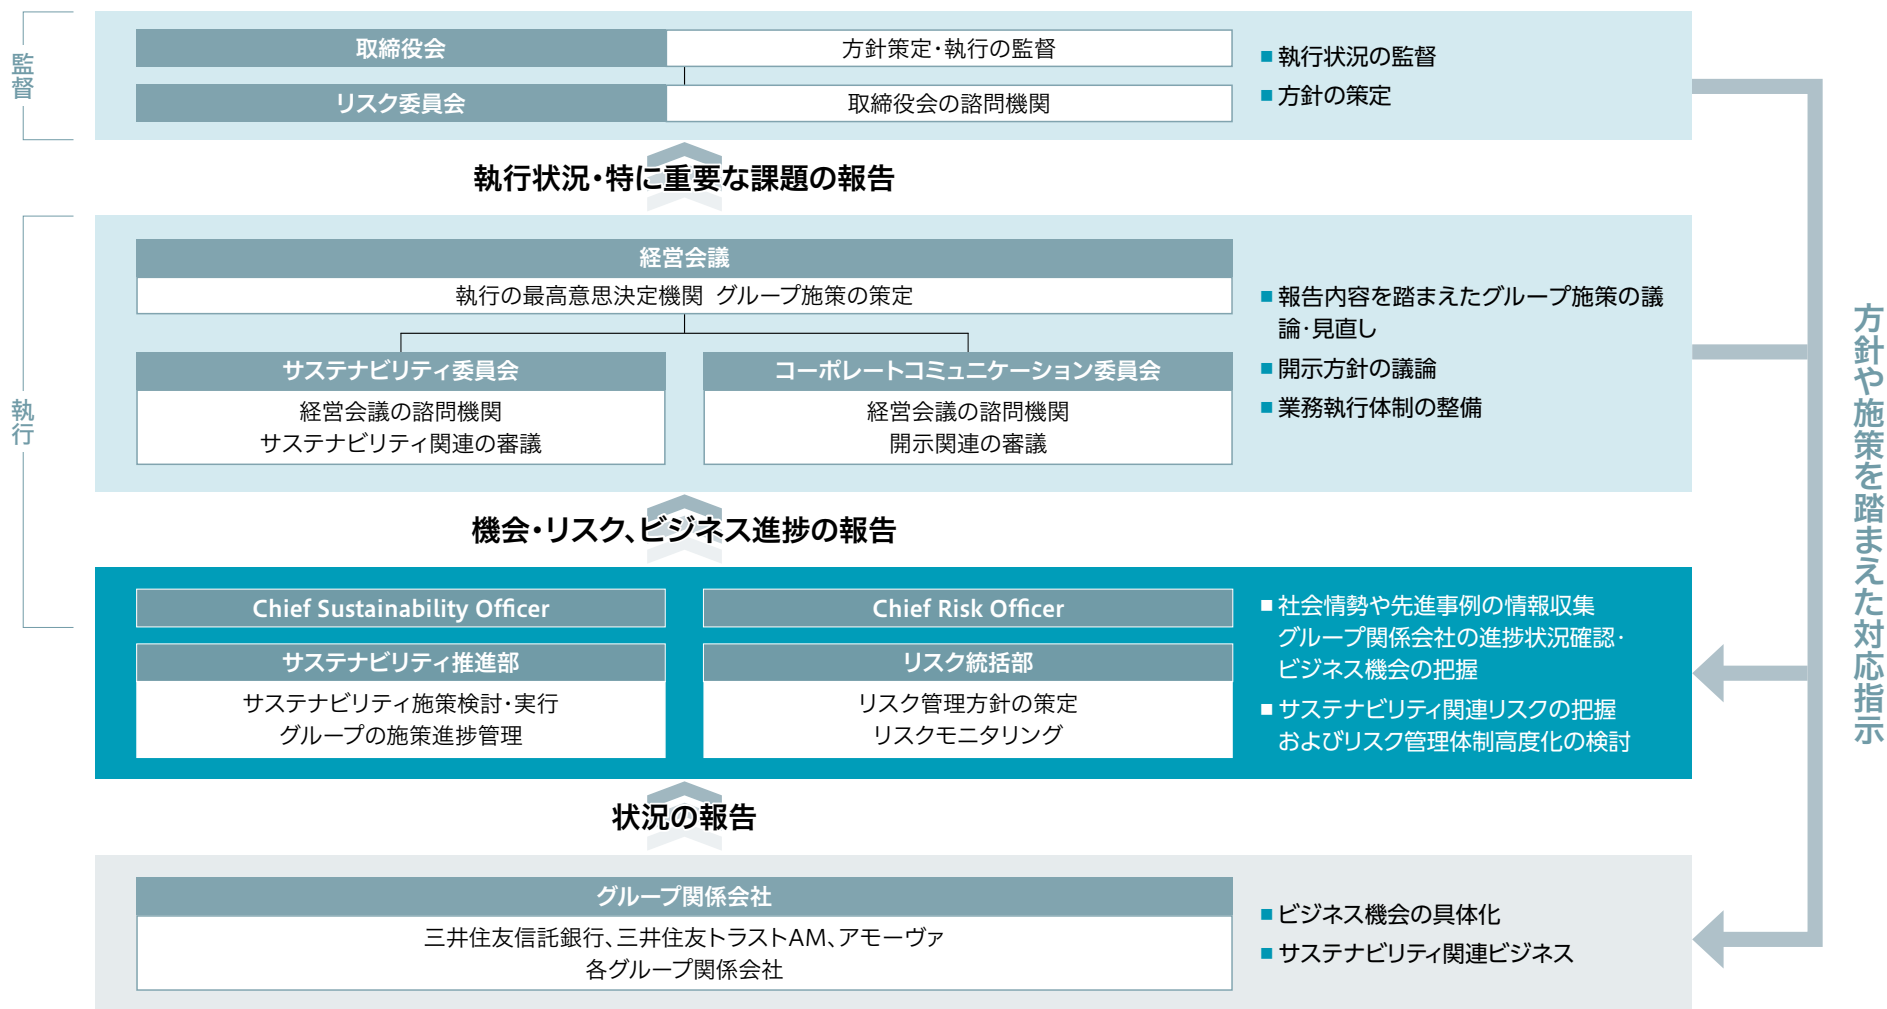 監督
取締役会
方針策定・執行の監督
リスク委員会
取締役会の諮問機関
■執行状況の監督
■方針の策定
執行状況・特に重要な課題の報告
執行
経営会議
執行の最高意思決定機関 グループ施策の策定
サステナビリティ委員会
経営会議の諮問機関
サステナビリティ関連の審議
コーポレートコミュニケーション委員会
経営会議の諮問機関
開示関連の審議
■報告内容を踏まえたグループ施策の議
論・見直し
■開示方針の議論
■業務執行体制の整備
機会・リスク、ビジネス進捗の報告
Chief Sustainability Officer
サステナビリティ推進部
サステナビリティ施策検討・実行
グループの施策進捗管理
Chief Risk Officer
リスク統括部
リスク管理方針の策定
リスクモニタリング
■社会情勢や先進事例の情報収集
グループ関係会社の進捗状況確認・
ビジネス機会の把握
■サステナビリティ関連リスクの把握
およびリスク管理体制高度化の検討
状況の報告
グループ関係会社
三井住友信託銀行、三井住友トラストAM、アモーヴァ
各グループ関係会社
■ビジネス機会の具体化
■サステナビリティ関連ビジネス
方針や施策を踏まえた対応指示